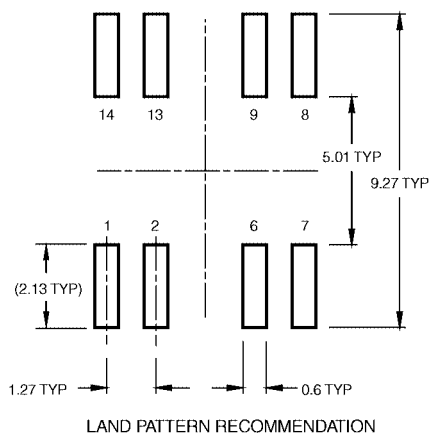 14 13 9 8
5.01 TYP
9.27 TYP
1 2 6 7
(2.13 TYP)
1.27 TYP
0.6 TYP
LAND PATTERN RECOMMENDATION